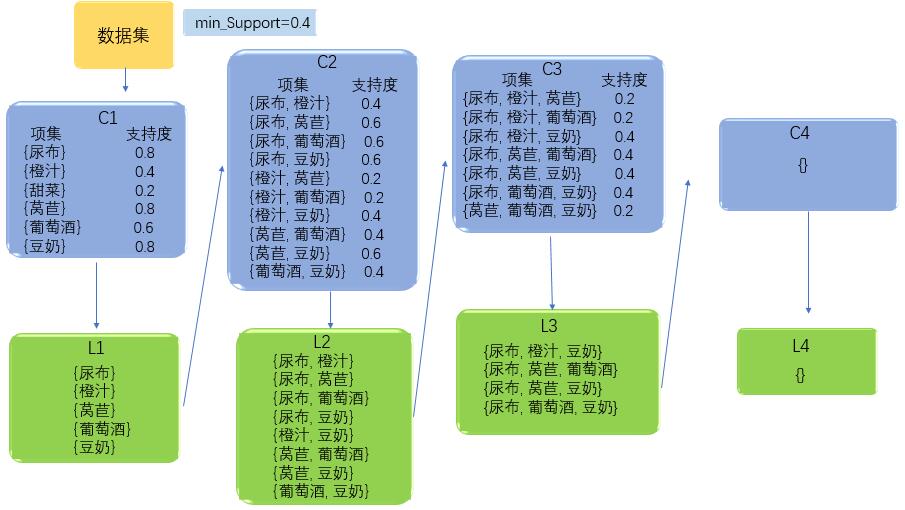 数据集
min_Support=0.4
C1
项集 支持度
{尿布} 0.8
{橙汁} 0.4
{甜菜} 0.2
{莴苣} 0.8
{葡萄酒} 0.6
{豆奶} 0.8
L1
{尿布}
{橙汁}
{莴苣}
{葡萄酒}
{豆奶}
C2
项集 支持度
{尿布, 橙汁} 0.4
{尿布, 莴苣} 0.6
{尿布, 葡萄酒} 0.6
{尿布, 豆奶} 0.6
{橙汁, 莴苣} 0.2
{橙汁, 葡萄酒} 0.2
{橙汁, 豆奶} 0.4
{莴苣, 葡萄酒} 0.4
{莴苣, 豆奶} 0.6
{葡萄酒, 豆奶} 0.4
L2
{尿布, 橙汁}
{尿布, 莴苣}
{尿布, 葡萄酒}
{尿布, 豆奶}
{橙汁, 豆奶}
{莴苣, 葡萄酒}
{莴苣, 豆奶}
{葡萄酒, 豆奶}
C3
项集 支持度
{尿布, 橙汁, 莴苣} 0.2
{尿布, 橙汁, 葡萄酒} 0.2
{尿布, 橙汁, 豆奶} 0.4
{尿布, 莴苣, 葡萄酒} 0.4
{尿布, 莴苣, 豆奶} 0.4
{尿布, 葡萄酒, 豆奶} 0.4
{莴苣, 葡萄酒, 豆奶} 0.2
L3
{尿布, 橙汁, 豆奶}
{尿布, 莴苣, 葡萄酒}
{尿布, 莴苣, 豆奶}
{尿布, 葡萄酒, 豆奶}
C4
{}
L4
{}